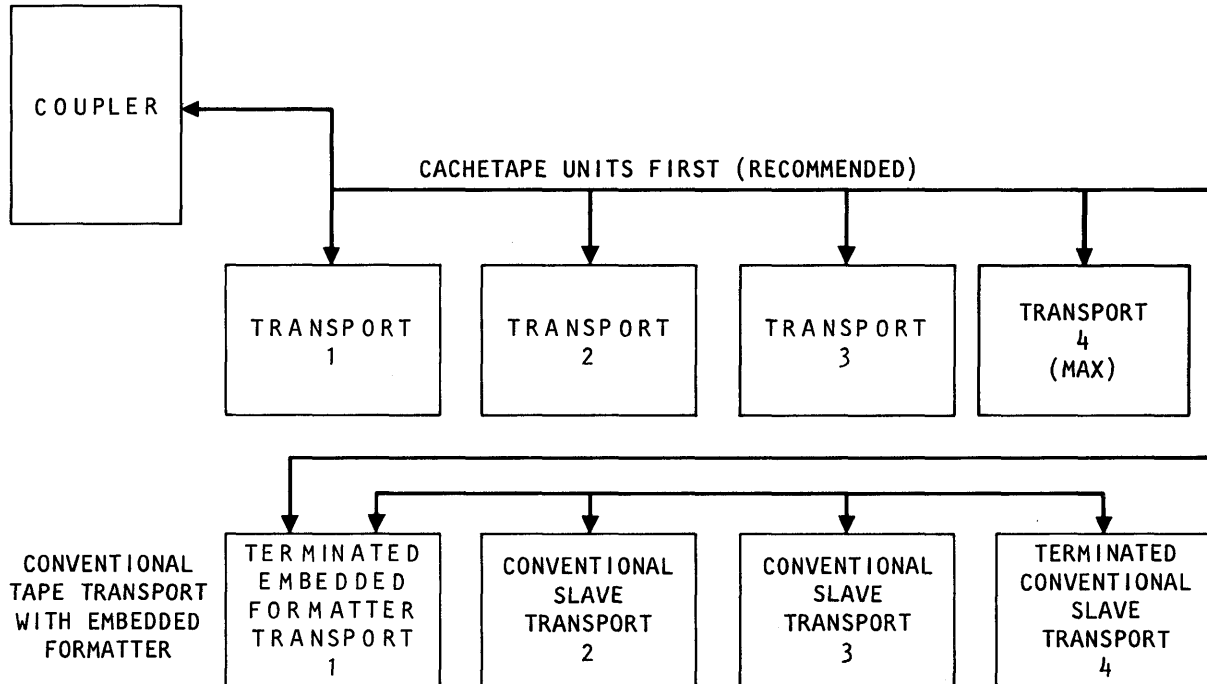 COUPLER
CACHETAPE UNITS FIRST (RECOMMENDED)
TRANSPORT
1
TRANSPORT
2
TRANSPORT
3
TRANSPORT
4
(MAX)
CONVENTIONAL
TAPE TRANSPORT
WITH EMBEDDED
FORMATTER
TERMINATED
EMBEDDED
FORMATTER
TRANSPORT
1
CONVENTIONAL
SLAVE
TRANSPORT
2
CONVENTIONAL
SLAVE
TRANSPORT
3
TERMINATED
CONVENTIONAL
SLAVE
TRANSPORT
4